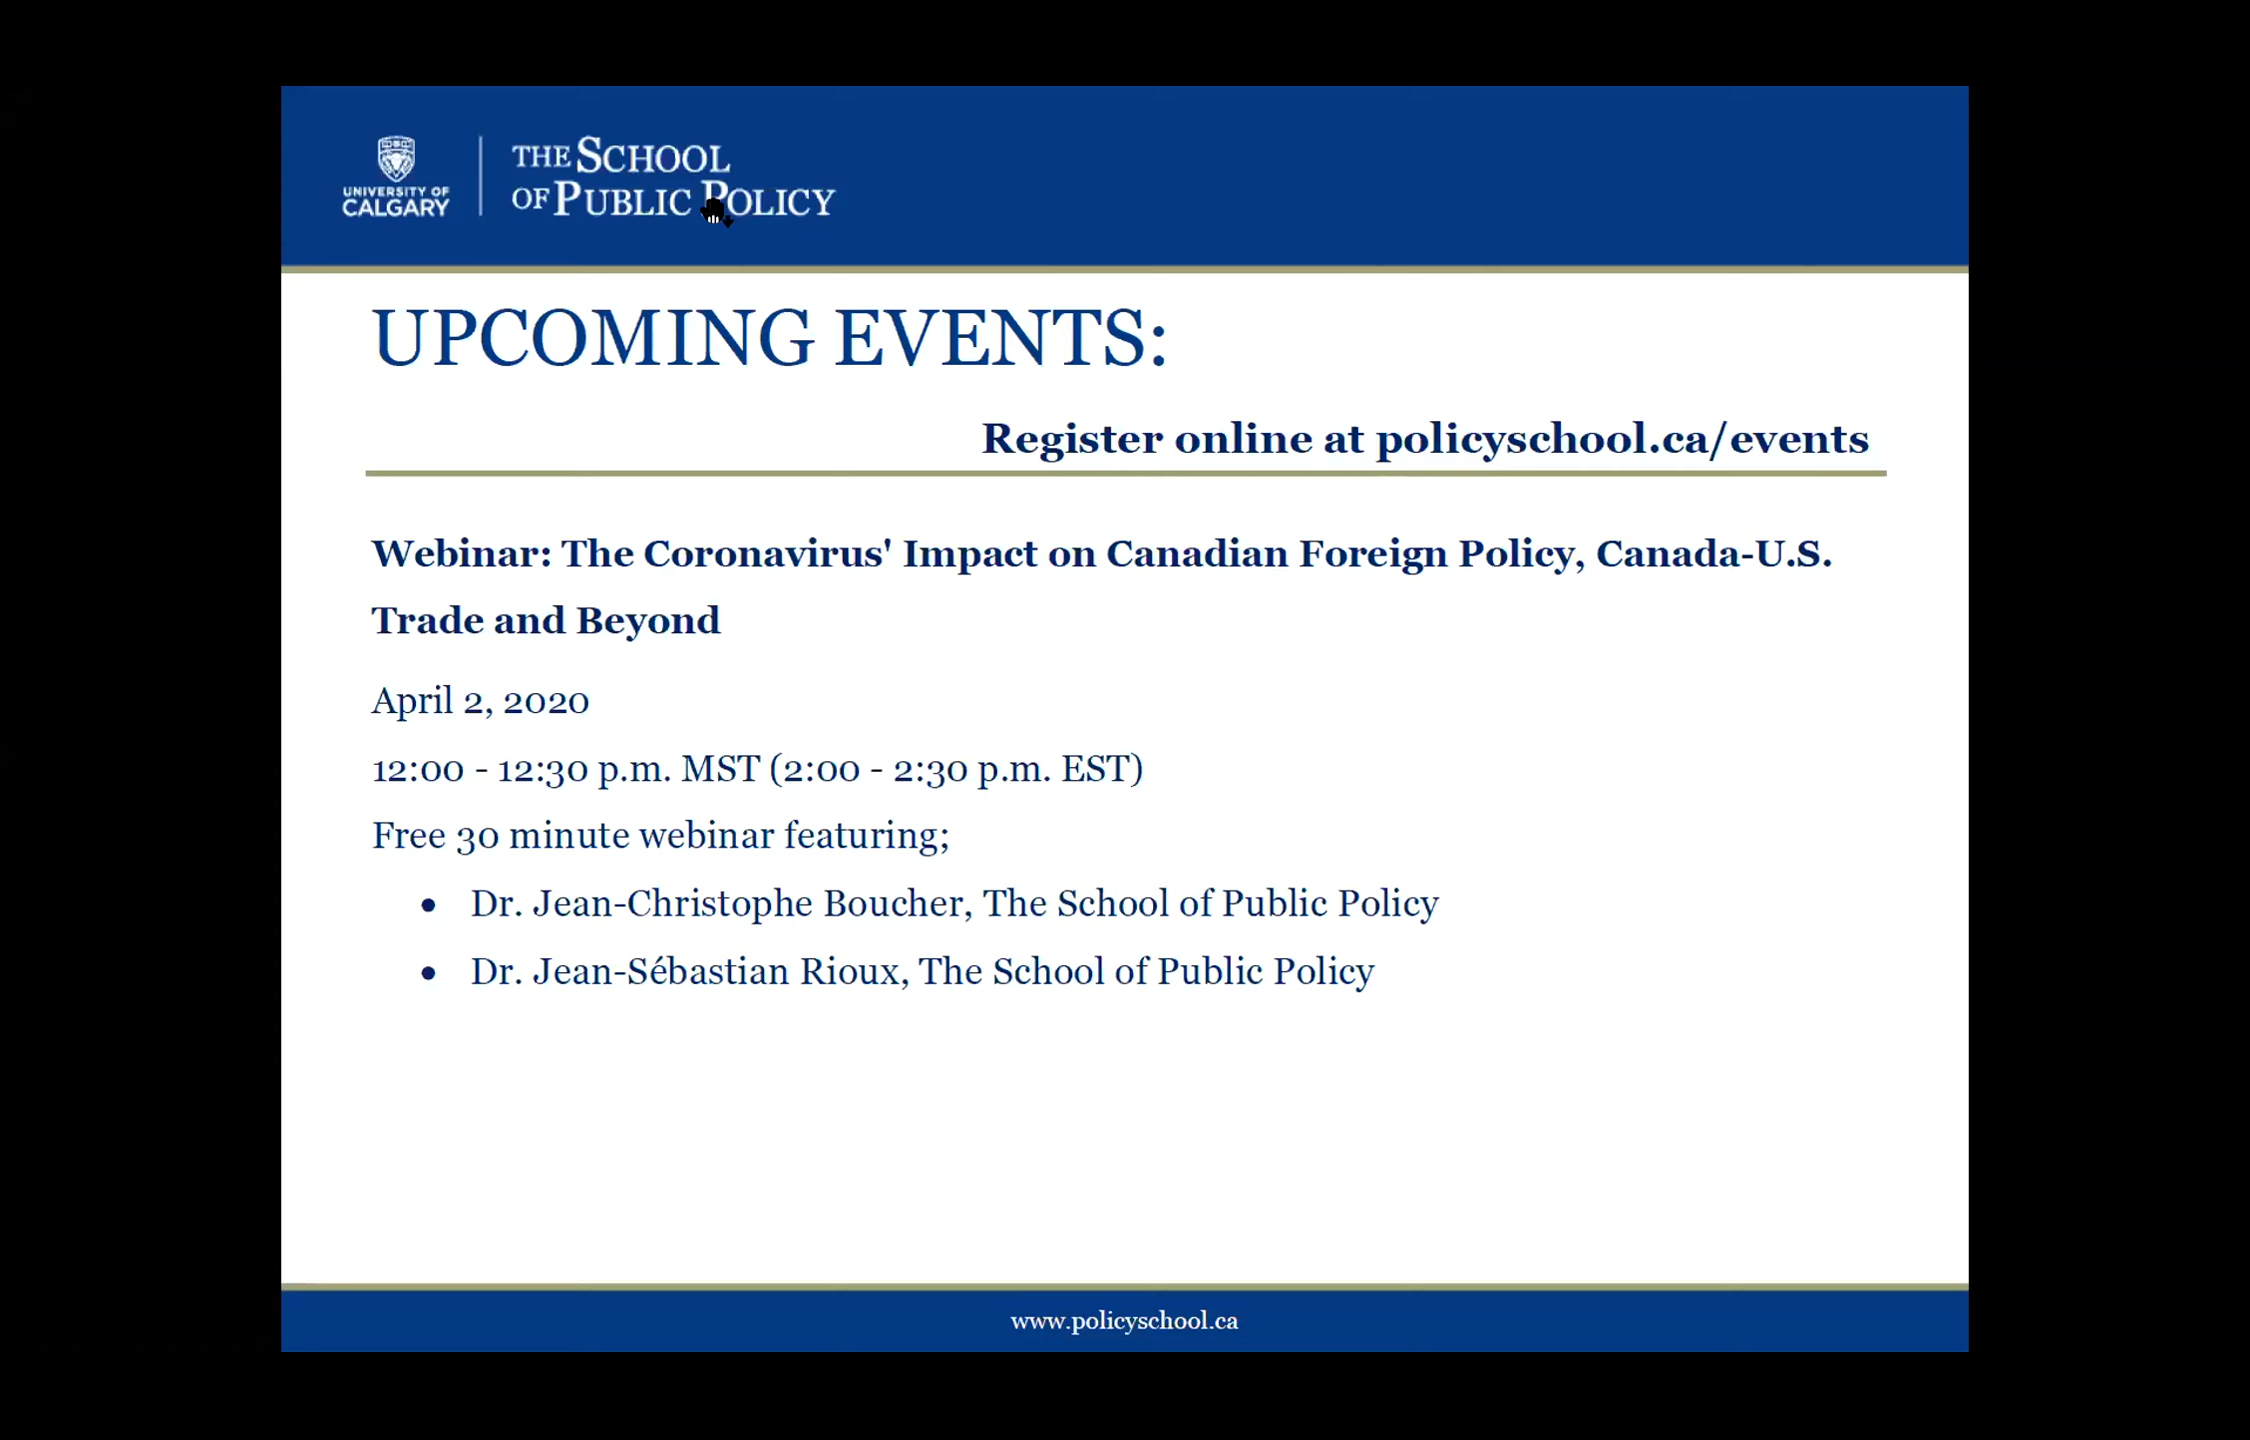 UNIVERSITY OF
CALGARY
THE SCHOOL
OF PUBLIC POLICY
UPCOMING EVENTS:
Register online at policyschool.ca/events
Webinar: The Coronavirus' Impact on Canadian Foreign Policy, Canada-U.S.
Trade and Beyond
April 2, 2020
12:00 - 12:30 p.m. MST (2:00 - 2:30 p.m. EST)
Free 30 minute webinar featuring;
• Dr. Jean-Christophe Boucher, The School of Public Policy
• Dr. Jean-Sébastian Rioux, The School of Public Policy
www.policyschool.ca